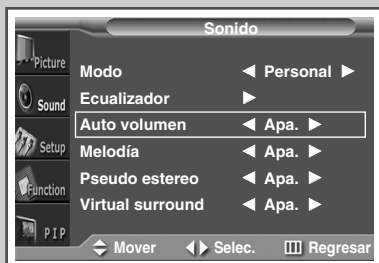 Sonido
Picture
Modo ◀ Personal ▶
Sound
Ecualizador ▶
Auto volumen ◀ Apa. ▶
Setup
Melodía ◀ Apa. ▶
Pseudo estereo ◀ Apa. ▶
Function
Virtual surround ◀ Apa. ▶
PIP
Mover Selec. Regresar